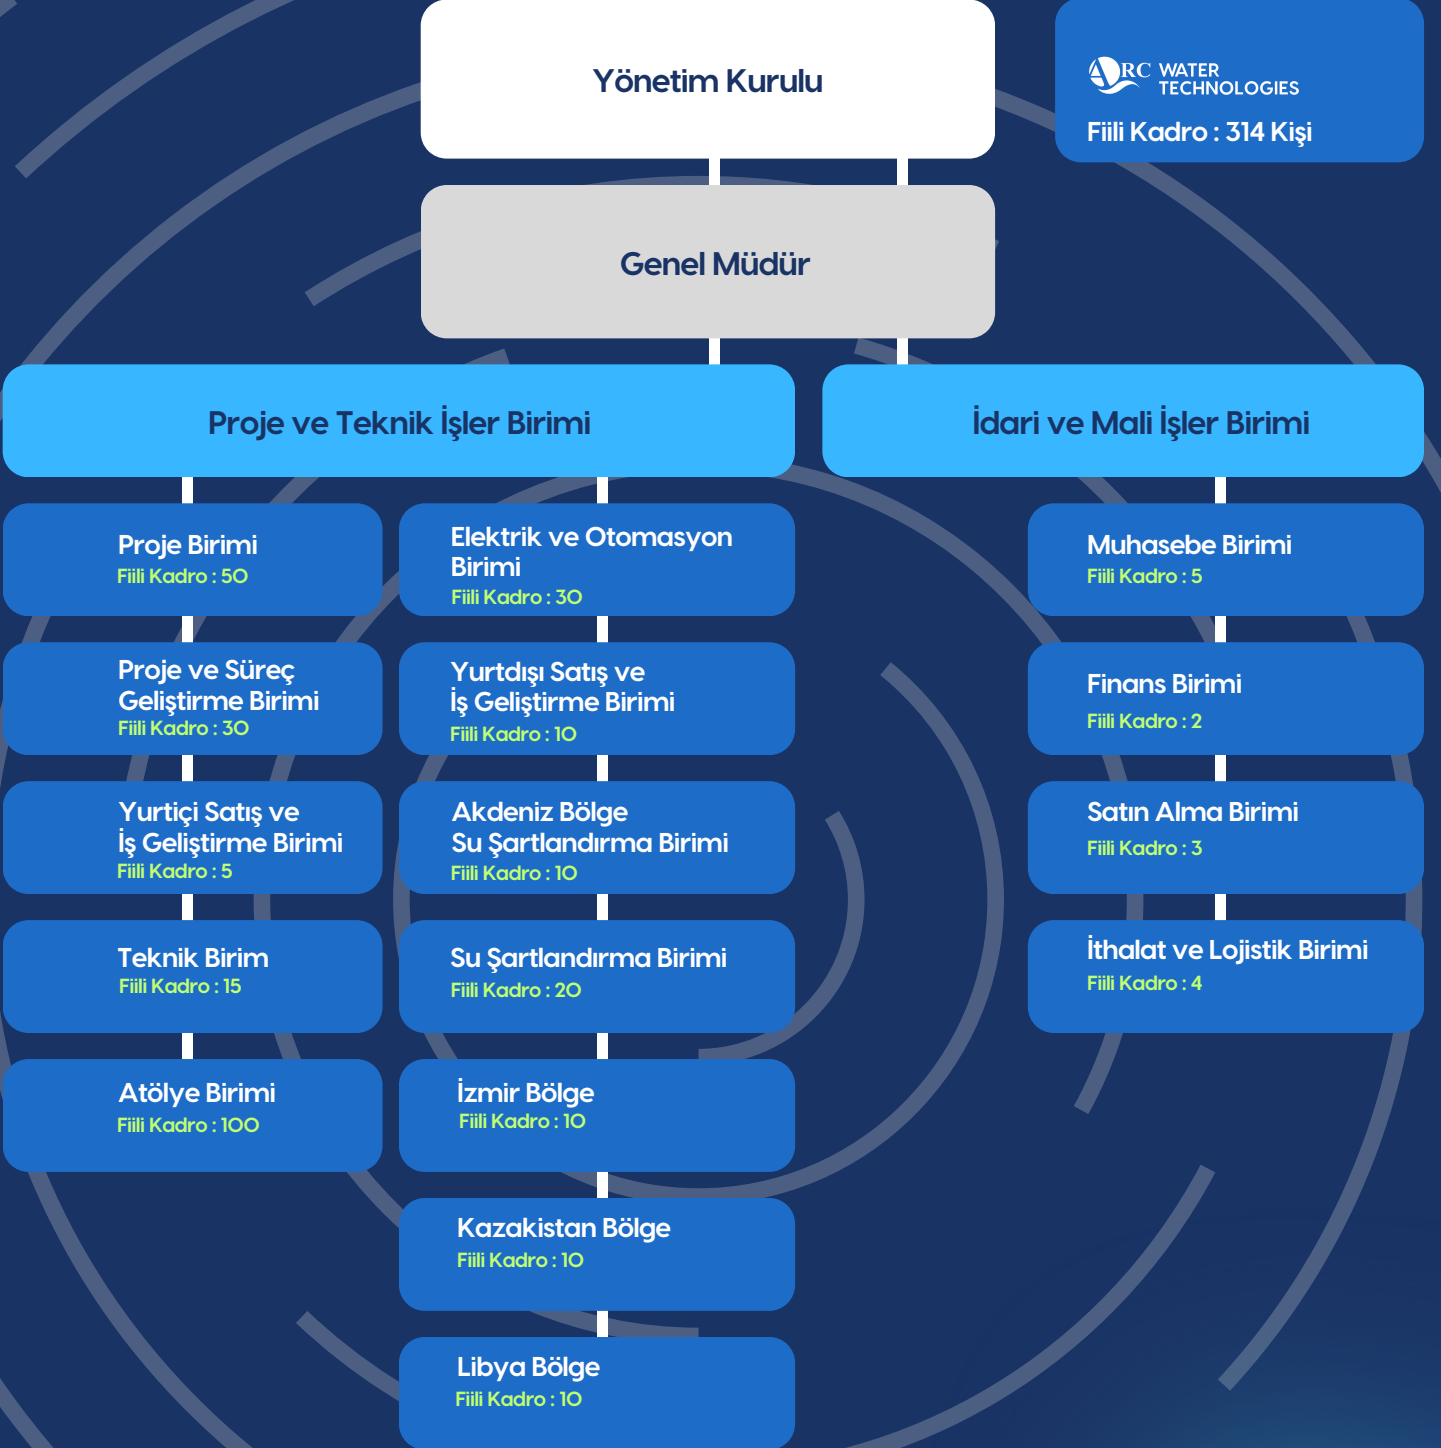 Yönetim Kurulu
ARC WATER
TECHNOLOGIES
Fiili Kadro : 314 Kişi
Genel Müdür
Proje ve Teknik İşler Birimi
İdari ve Mali İşler Birimi
Proje Birimi
Fiili Kadro : 50
Proje ve Süreç
Geliştirme Birimi
Fiili Kadro : 30
Yurtiçi Satış ve
İş Geliştirme Birimi
Fiili Kadro : 5
Teknik Birim
Fiili Kadro : 15
Atölye Birimi
Fiili Kadro : 100
Elektrik ve Otomasyon
Birimi
Fiili Kadro : 30
Yurtdışı Satış ve
İş Geliştirme Birimi
Fiili Kadro : 10
Akdeniz Bölge
Su Şartlandırma Birimi
Fiili Kadro : 10
Su Şartlandırma Birimi
Fiili Kadro : 20
İzmir Bölge
Fiili Kadro : 10
Kazakistan Bölge
Fiili Kadro : 10
Libya Bölge
Fiili Kadro : 10
Muhasebe Birimi
Fiili Kadro : 5
Finans Birimi
Fiili Kadro : 2
Satın Alma Birimi
Fiili Kadro : 3
İthalat ve Lojistik Birimi
Fiili Kadro : 4